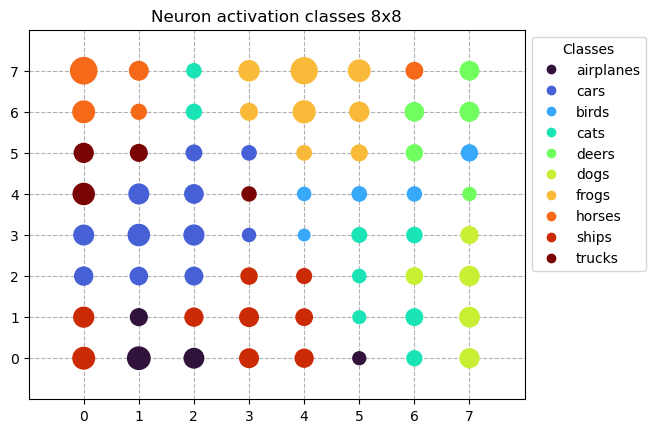 Neuron activation classes 8x8
7
6
5
4
3
2
1
0
0 1 2 3 4 5 6 7
Classes
airplanes
cars
birds
cats
deers
dogs
frogs
horses
ships
trucks